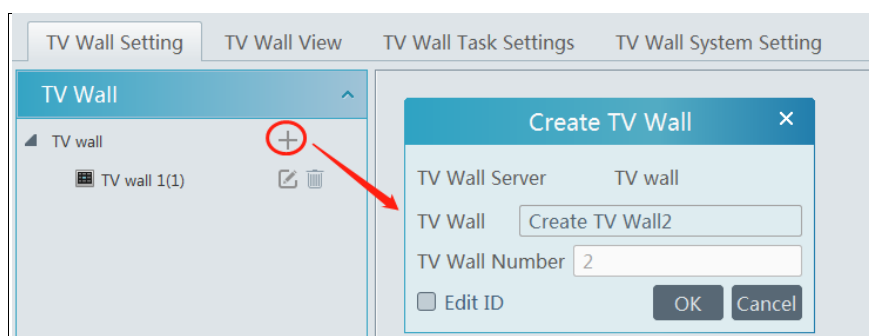 TV Wall Setting TV Wall View TV Wall Task Settings TV Wall System Setting
TV Wall
TV wall
TV wall 1(1)
Create TV Wall
TV Wall Server TV wall
TV Wall Create TV Wall2
TV Wall Number 2
Edit ID OK Cancel